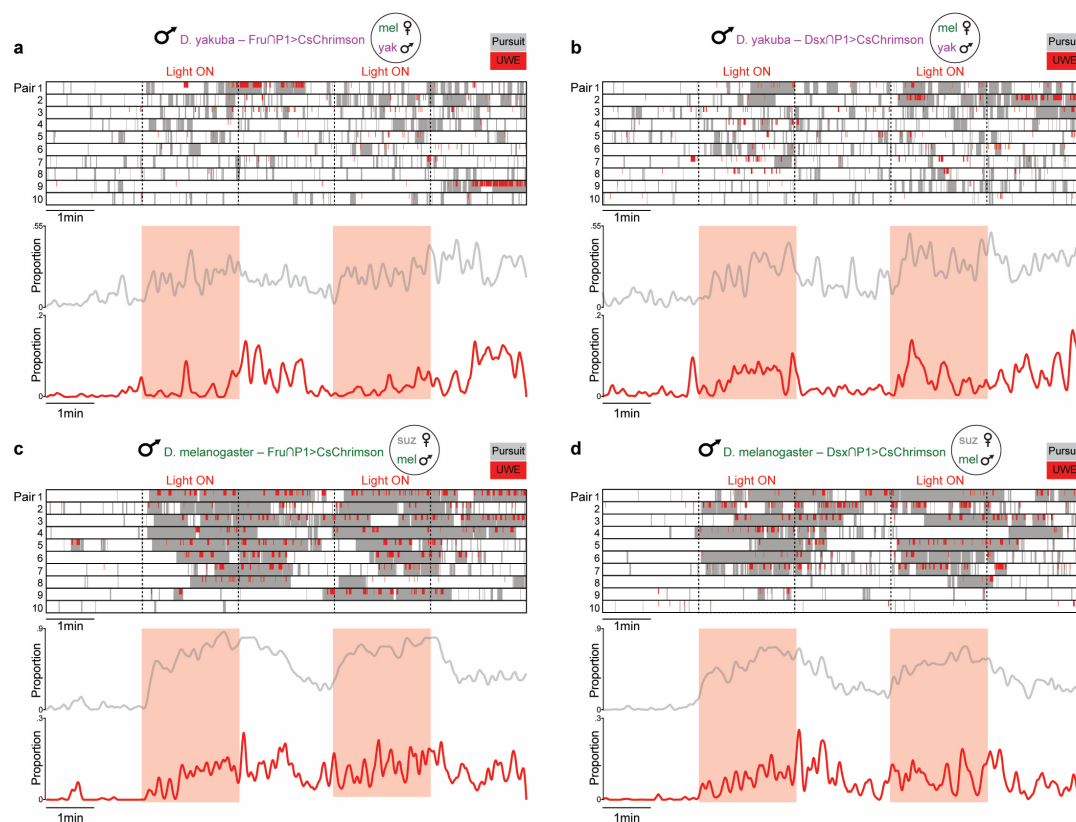 a
♂ D. yakuba – Fru∩P1>CsChrimson
mel ♀
yak ♂
Pursuit
UWE
Light ON Light ON
Pair 1
2
3
4
5
6
7
8
9
10
1min
.55
Proportion
0
.2
Proportion
0
1min
b
♂ D. yakuba – Dsx∩P1>CsChrimson
mel ♀
yak ♂
Pursuit
UWE
Light ON Light ON
Pair 1
2
3
4
5
6
7
8
9
10
1min
.55
Proportion
0
.2
Proportion
0
1min
c
♂ D. melanogaster – Fru∩P1>CsChrimson
suz ♀
mel ♂
Pursuit
UWE
Light ON Light ON
Pair 1
2
3
4
5
6
7
8
9
10
1min
.9
Proportion
0
.3
Proportion
0
1min
d
♂ D. melanogaster – Dsx∩P1>CsChrimson
suz ♀
mel ♂
Pursuit
UWE
Light ON Light ON
Pair 1
2
3
4
5
6
7
8
9
10
1min
.9
Proportion
0
.3
Proportion
0
1min